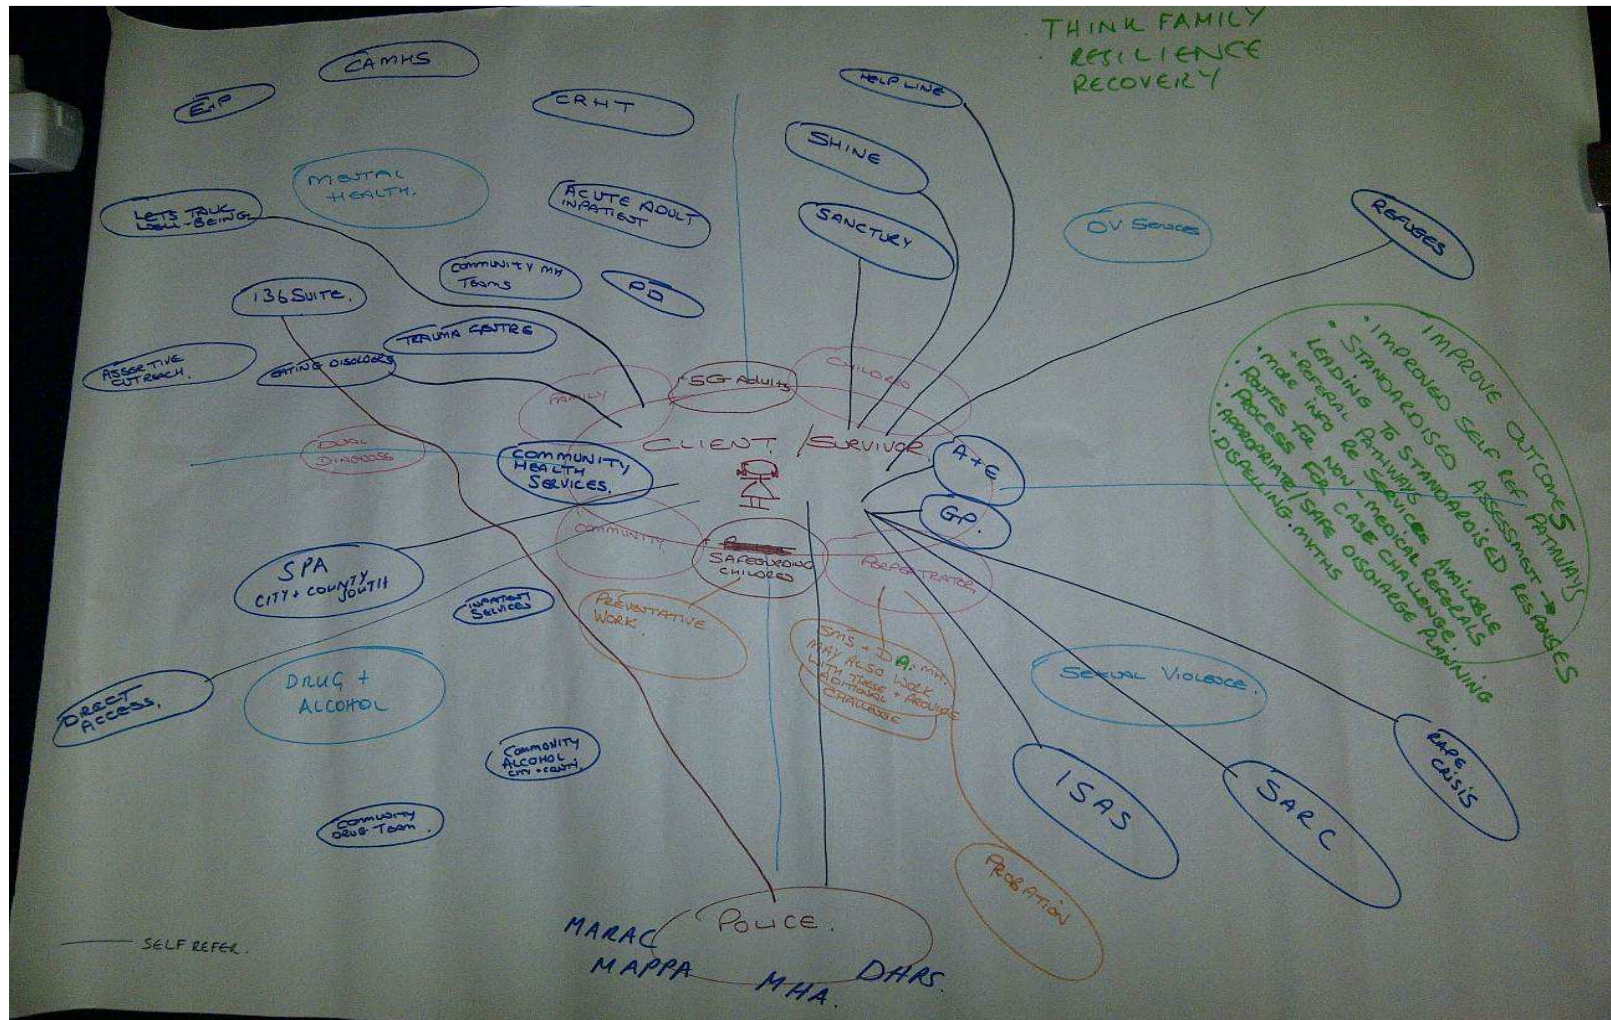 THINK FAMILY
RESILIENCE
RECOVERY
CAMHS
CRHT
HELP LINE
SHINE
MENTAL
HEALTH.
LETS TALK
WELL-BEING
ACUTE ADULT
INPATIENT
SANCTURY
DV SERVICES
REFUGES
COMMUNITY MH
TEAMS
PD
136 SUITE.
TRAUMA CENTRE
ASSERTIVE
OUTREACH.
EATING DISORDERS
FAMILY
SG Adults
CHILDREN
IMPROVE OUTCOMES
• IMPROVED SELF REF/ PATHWAYS
• STANDARDISED ASSESSMENT →
LEADING TO STANDARDISED RESPONSES
+ REFERAL PATHWAYS
• MORE INFO RE SERVICES AVAILABLE
• ROUTES FOR NON-MEDICAL REFERRALS
• PROCESS FOR CASE CHALLENGE.
• APPROPRIATE/SAFE DISCHARGE PLANNING
• DISPELLING MYTHS
CLIENT / SURVIVOR
DUAL
DIAGNOSIS
COMMUNITY
HEALTH
SERVICES.
A+E
GP.
COMMUNITY
SAFEGUARDING
CHILDREN
PERPETRATOR
SPA
CITY + COUNTY
SOUTH
INPATIENT
SERVICES
PREVENTATIVE
WORK.
SMS + DA. MH.
MAY ALSO WORK
WITH THESE + PROVIDE
ADITIONAL
CHALLENGE
DIRECT
ACCESS.
DRUG +
ALCOHOL
SEXUAL VIOLENCE.
COMMUNITY
ALCOHOL
CITY + COUNTY.
COMMUNITY
DRUG TEAM.
ISAS
SARC
RAPE
CRISIS
PROBATION
POLICE.
MARAC
MAPPA
MHA.
DHRS.
SELF REFER.